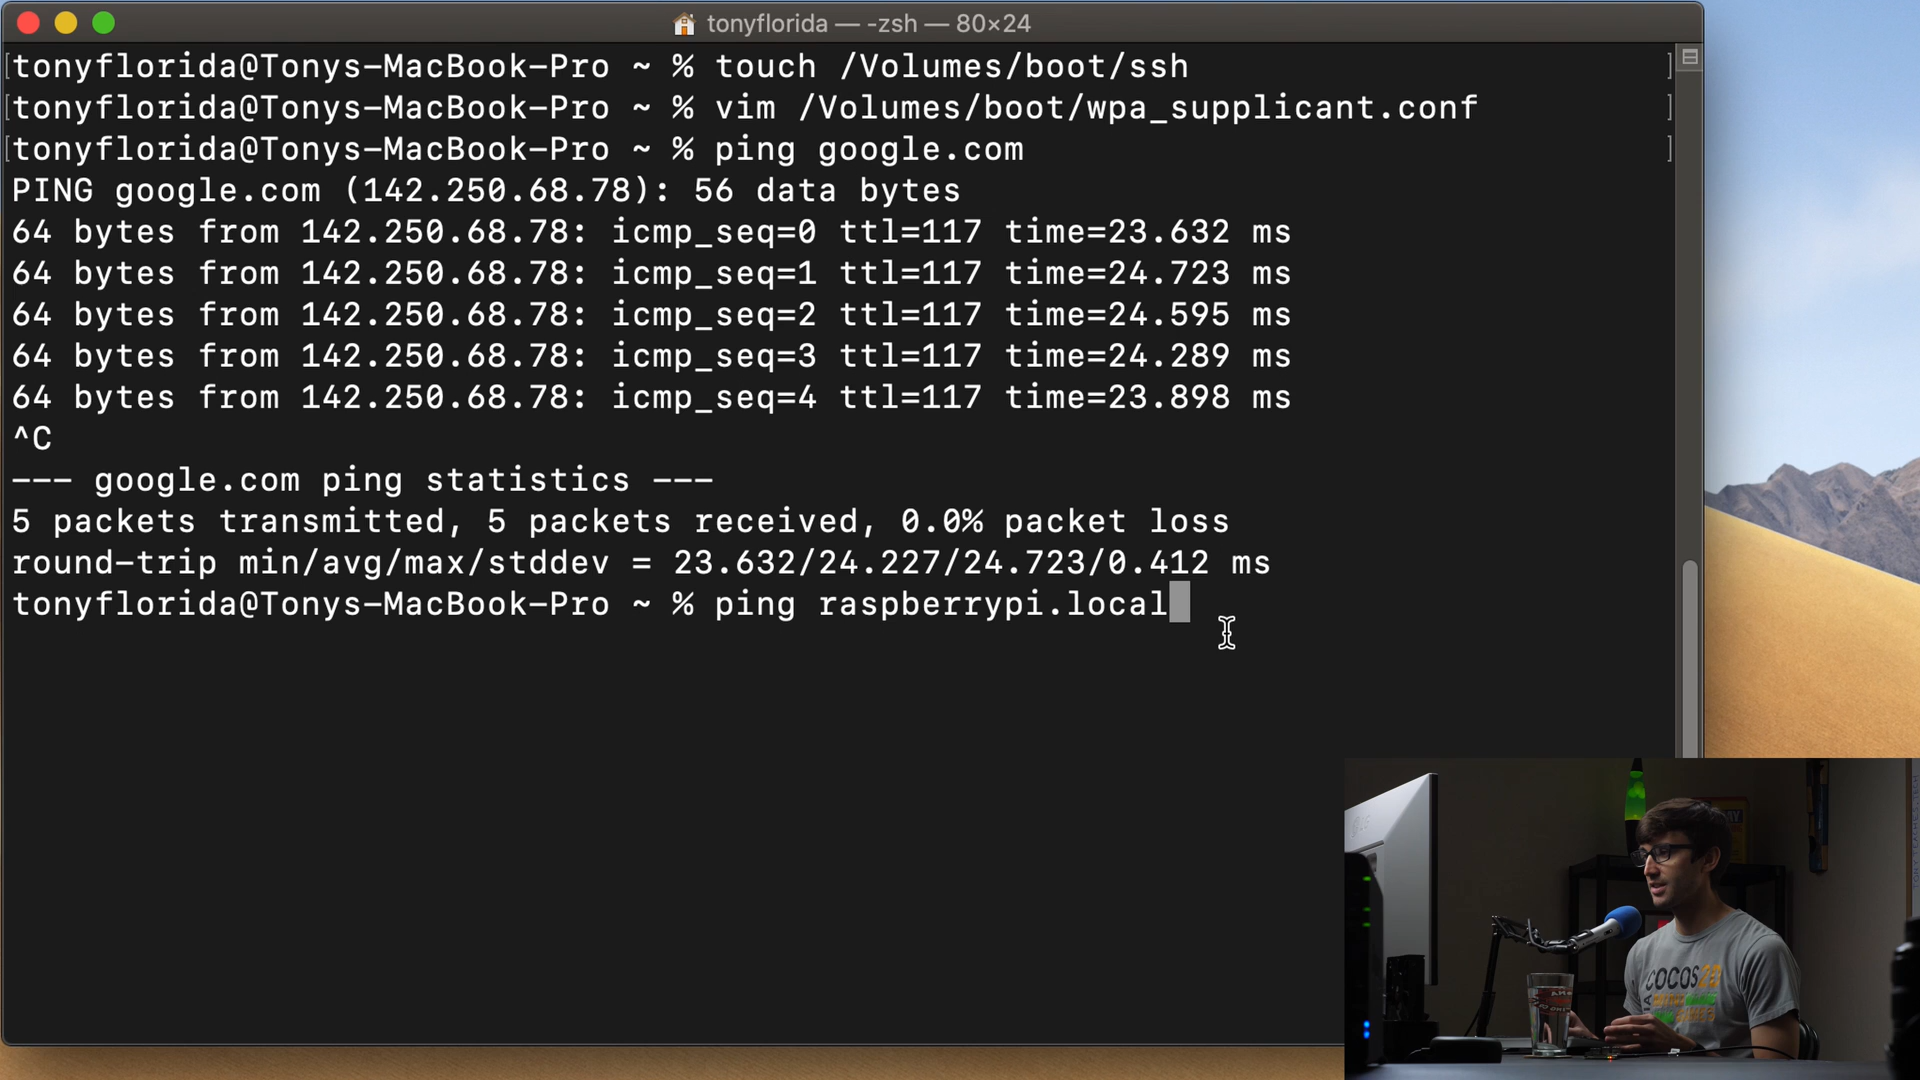 tonyflorida — -zsh — 80×24
[tonyflorida@Tonys-MacBook-Pro ~ % touch /Volumes/boot/ssh ]
[tonyflorida@Tonys-MacBook-Pro ~ % vim /Volumes/boot/wpa_supplicant.conf ]
[tonyflorida@Tonys-MacBook-Pro ~ % ping google.com ]
PING google.com (142.250.68.78): 56 data bytes
64 bytes from 142.250.68.78: icmp_seq=0 ttl=117 time=23.632 ms
64 bytes from 142.250.68.78: icmp_seq=1 ttl=117 time=24.723 ms
64 bytes from 142.250.68.78: icmp_seq=2 ttl=117 time=24.595 ms
64 bytes from 142.250.68.78: icmp_seq=3 ttl=117 time=24.289 ms
64 bytes from 142.250.68.78: icmp_seq=4 ttl=117 time=23.898 ms
^C
--- google.com ping statistics ---
5 packets transmitted, 5 packets received, 0.0% packet loss
round-trip min/avg/max/stddev = 23.632/24.227/24.723/0.412 ms
tonyflorida@Tonys-MacBook-Pro ~ % ping raspberrypi.local
COCOS